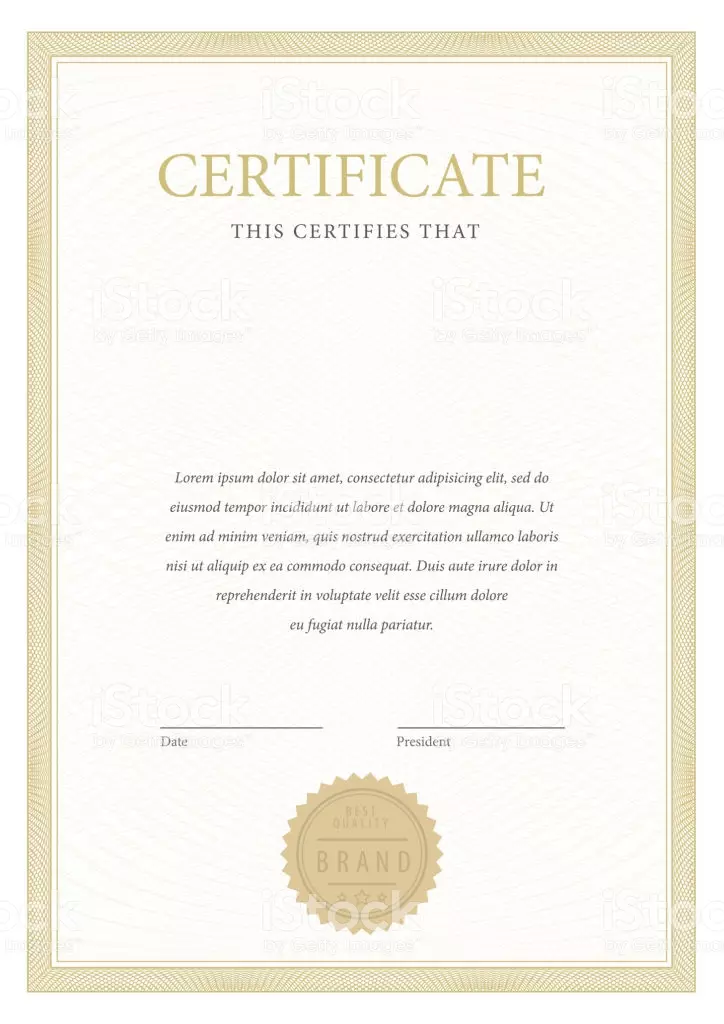 CERTIFICATE
THIS CERTIFIES THAT
Lorem ipsum dolor sit amet, consectetur adipisicing elit, sed do
eiusmod tempor incididunt ut labore et dolore magna aliqua. Ut
enim ad minim veniam, quis nostrud exercitation ullamco laboris
nisi ut aliquip ex ea commodo consequat. Duis aute irure dolor in
reprehenderit in voluptate velit esse cillum dolore
eu fugiat nulla pariatur.
Date
President
BEST
QUALITY
BRAND
iStock
by Getty Images™